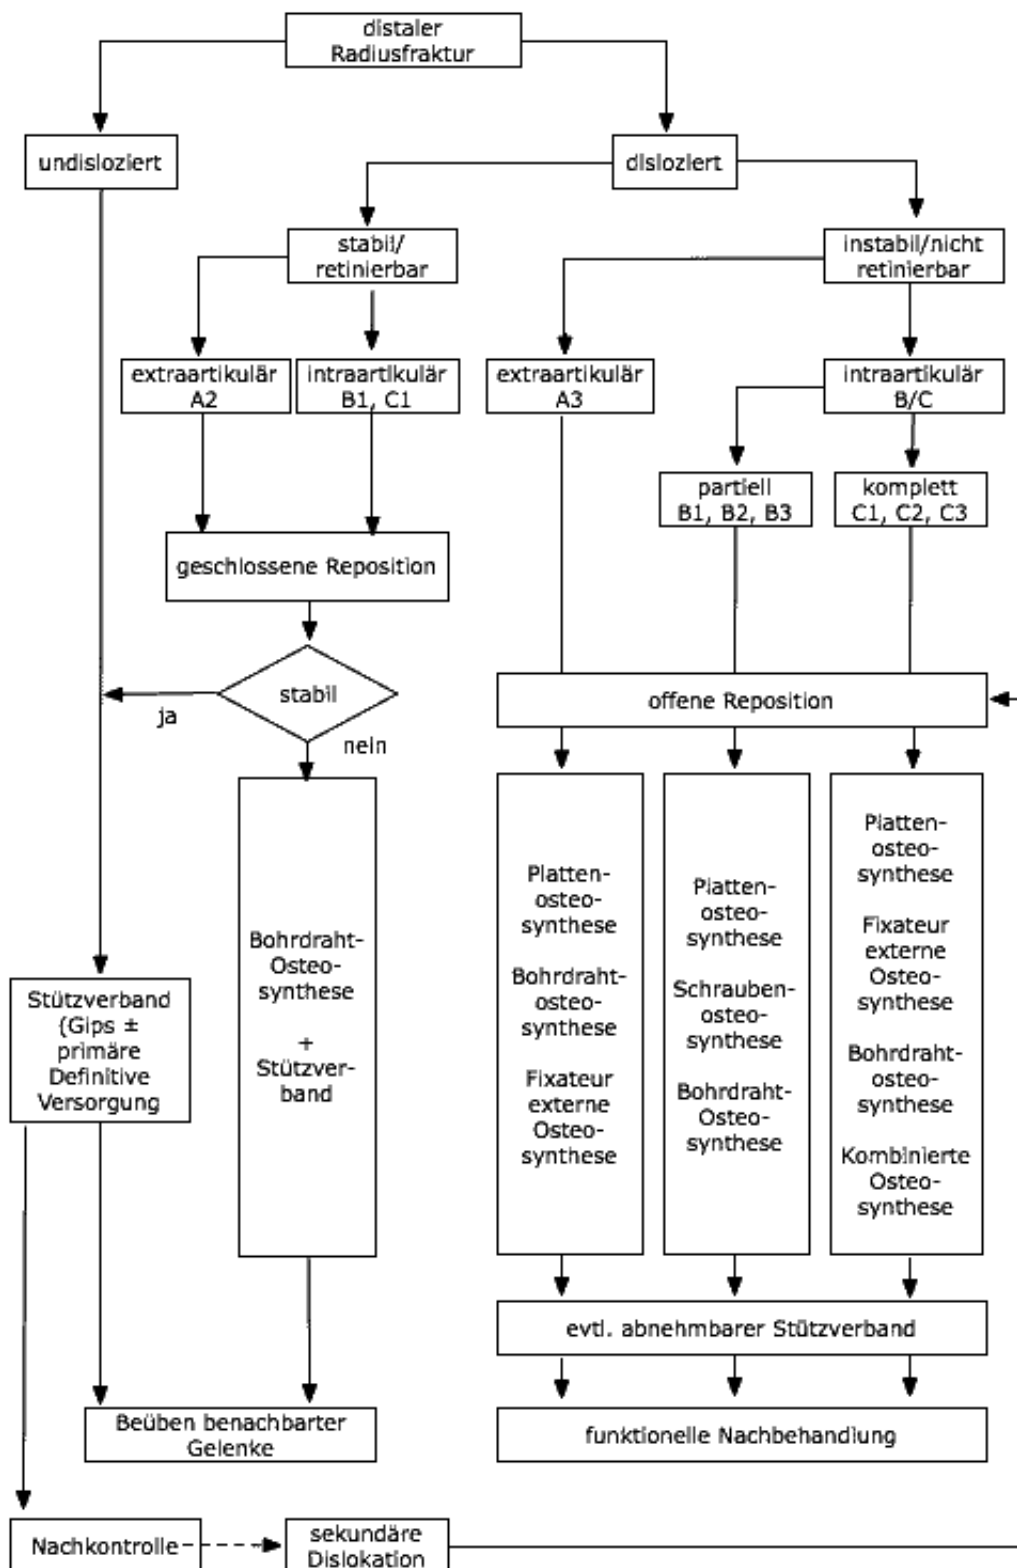 distaler
Radiusfraktur
undisloziert
disloziert
stabil/
retinierbar
instabil/nicht
retinierbar
extraartikulär
A2
intraartikulär
B1, C1
extraartikulär
A3
intraartikulär
B/C
partiell
B1, B2, B3
komplett
C1, C2, C3
geschlossene Reposition
stabil
ja
nein
offene Reposition
Stützverband
(Gips ±
primäre
Definitive
Versorgung
Bohrdraht-
Osteo-
synthese
+
Stützver-
band
Platten-
osteo-
synthese
Bohrdraht-
osteo-
synthese
Fixateur
externe
Osteo-
synthese
Platten-
osteo-
synthese
Schrauben-
osteo-
synthese
Bohrdraht-
Osteo-
synthese
Platten-
osteo-
synthese
Fixateur
externe
Osteo-
synthese
Bohrdraht-
osteo-
synthese
Kombinierte
Osteo-
synthese
evtl. abnehmbarer Stützverband
Beüben benachbarter
Gelenke
funktionelle Nachbehandlung
Nachkontrolle
sekundäre
Dislokation